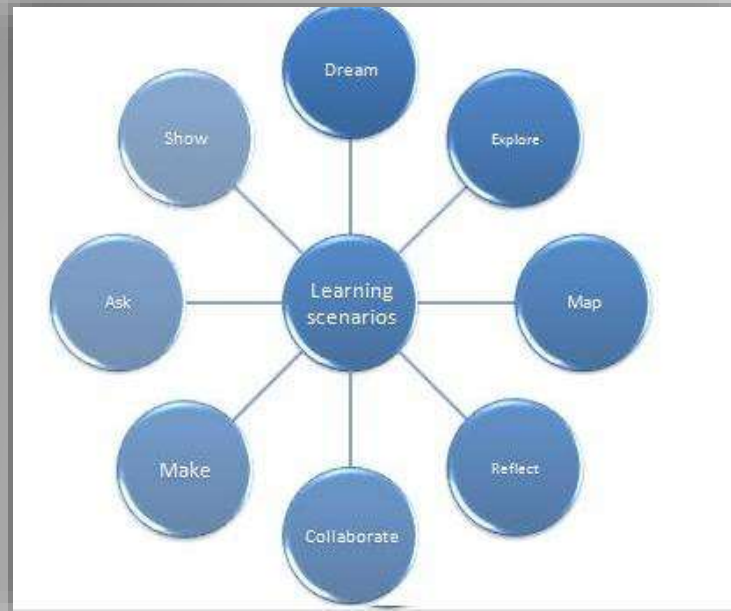 Dream
Explore
Map
Reflect
Collaborate
Make
Ask
Show
Learning
scenarios